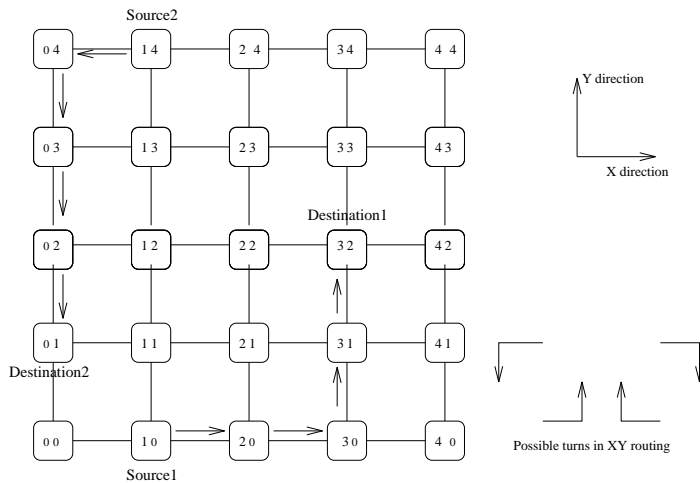 Source2
0 4 1 4 2 4 3 4 4 4
Y direction
0 3 1 3 2 3 3 3 4 3
X direction
Destination1
0 2 1 2 2 2 3 2 4 2
0 1 1 1 2 1 3 1 4 1
Destination2
0 0 1 0 2 0 3 0 4 0
Possible turns in XY routing
Source1